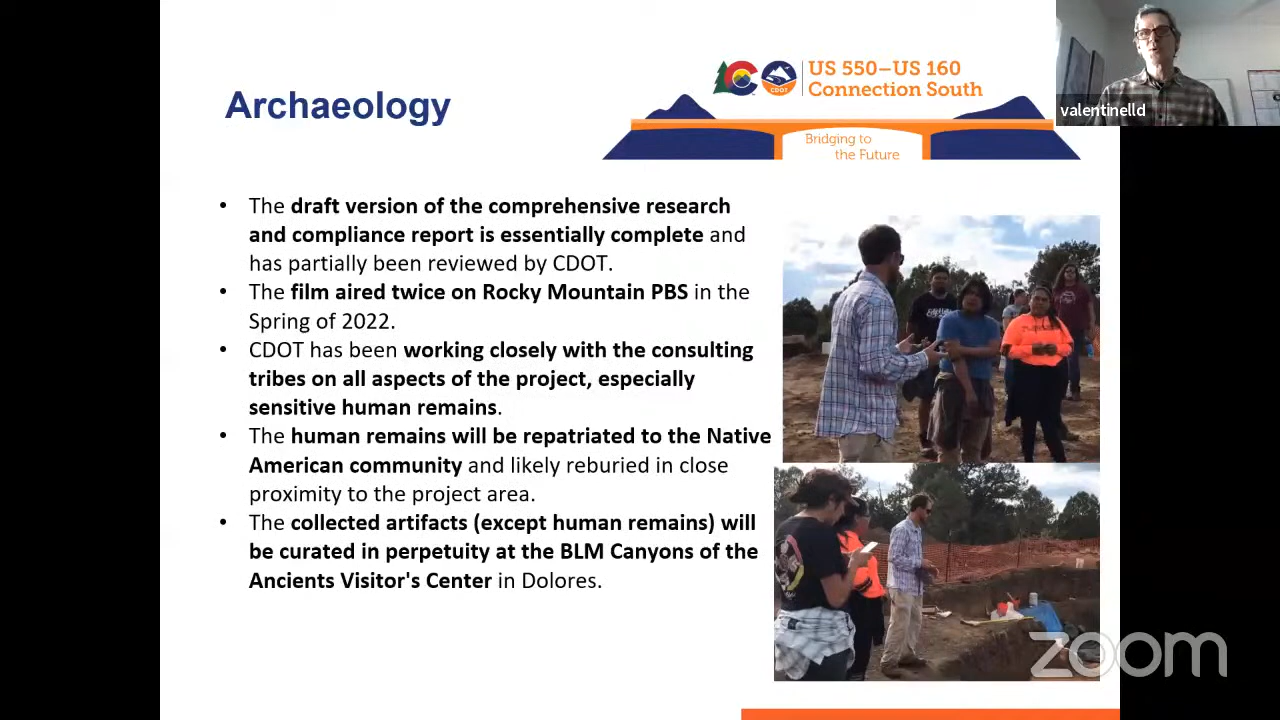 Archaeology
CDOT
US 550–US 160
Connection South
Bridging to
the Future
valentinelld
• The draft version of the comprehensive research
and compliance report is essentially complete and
has partially been reviewed by CDOT.
• The film aired twice on Rocky Mountain PBS in the
Spring of 2022.
• CDOT has been working closely with the consulting
tribes on all aspects of the project, especially
sensitive human remains.
• The human remains will be repatriated to the Native
American community and likely reburied in close
proximity to the project area.
• The collected artifacts (except human remains) will
be curated in perpetuity at the BLM Canyons of the
Ancients Visitor's Center in Dolores.
zoom